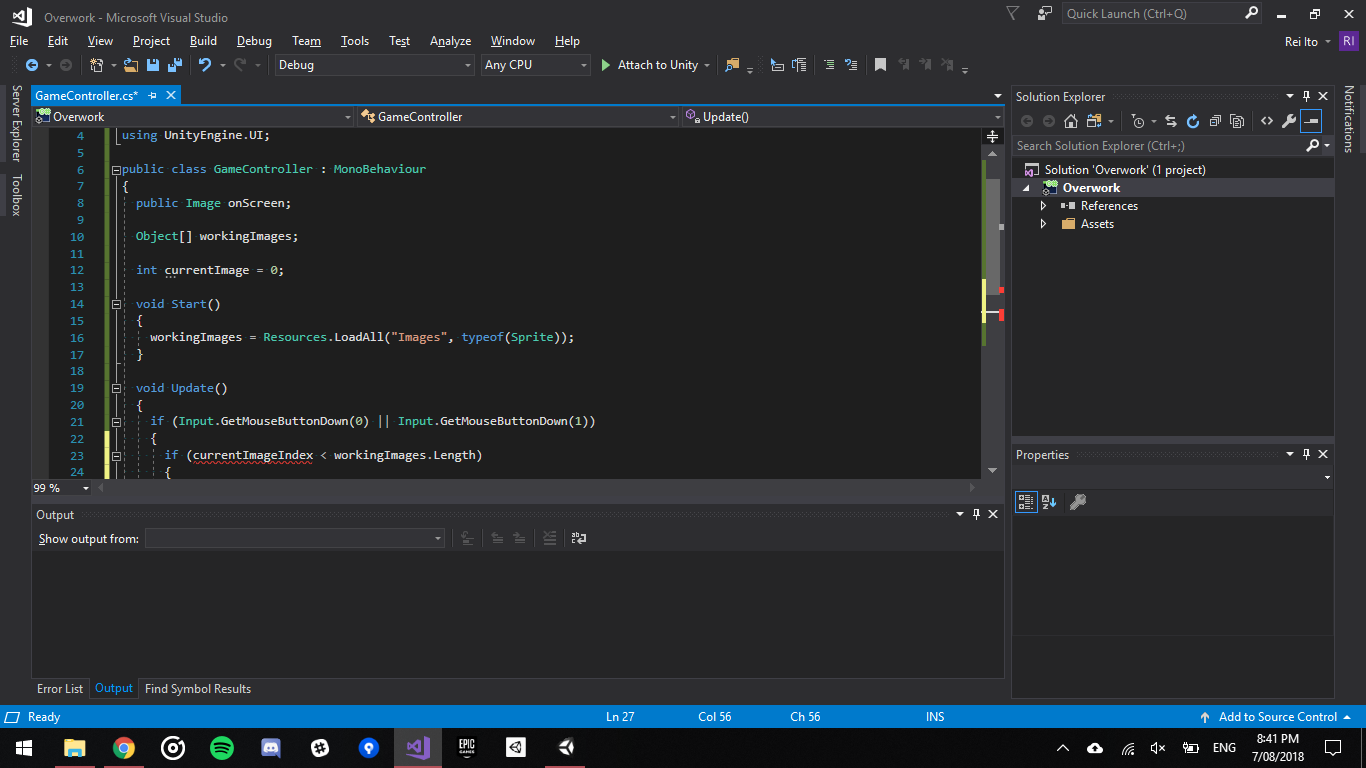 Overwork - Microsoft Visual Studio
Quick Launch (Ctrl+Q)
File Edit View Project Build Debug Team Tools Test Analyze Window Help
Rei Ito RI
Debug Any CPU Attach to Unity
Server Explorer
Toolbox
GameController.cs*
Overwork GameController Update()
4 using UnityEngine.UI;
5
6 public class GameController : MonoBehaviour
7 {
8 public Image onScreen;
9
10 Object[] workingImages;
11
12 int currentImage = 0;
13
14 void Start()
15 {
16 workingImages = Resources.LoadAll("Images", typeof(Sprite));
17 }
18
19 void Update()
20 {
21 if (Input.GetMouseButtonDown(0) || Input.GetMouseButtonDown(1))
22 {
23 if (currentImageIndex < workingImages.Length)
24 {
99 %
Output
Show output from:
Error List Output Find Symbol Results
Solution Explorer
Search Solution Explorer (Ctrl+;)
Solution 'Overwork' (1 project)
Overwork
References
Assets
Properties
Notifications
Ready Ln 27 Col 56 Ch 56 INS Add to Source Control
EPIC GAMES
ENG
8:41 PM
7/08/2018